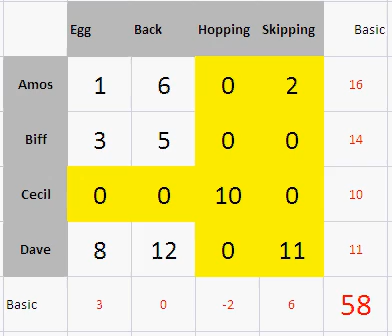 Egg Back Hopping Skipping Basic
Amos 1 6 0 2 16
Biff 3 5 0 0 14
Cecil 0 0 10 0 10
Dave 8 12 0 11 11
Basic 3 0 -2 6 58